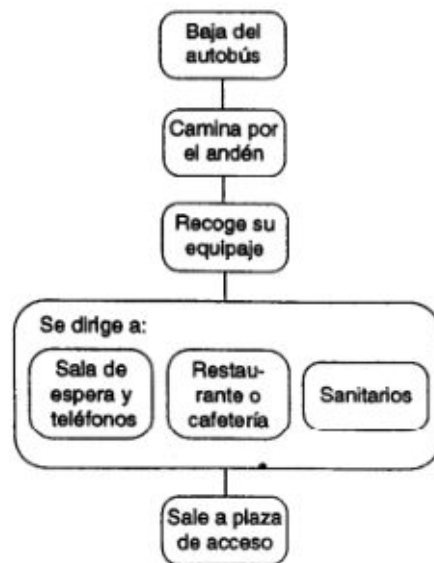 Baja del
autobús
Camina por
el andén
Recoge su
equipaje
Se dirige a:
Sala de
espera y
teléfonos
Restau-
rante o
cafetería
Sanitarios
Sale a plaza
de acceso